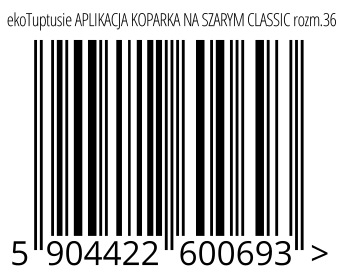 ekoTuptusie APLIKACJA KOPARKA NA SZARYM CLASSIC rozm.36
5 904422 600693 >